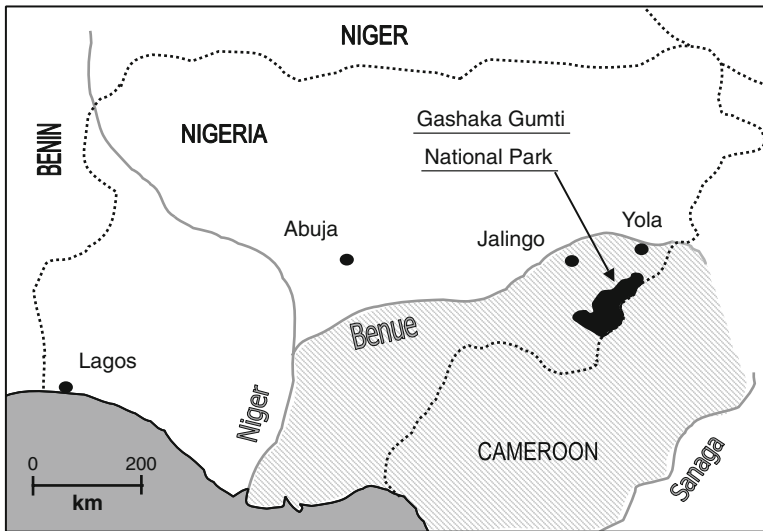 NIGER
BENIN
NIGERIA
Gashaka Gumti
National Park
Abuja
Jalingo
Yola
Benue
Lagos
Niger
CAMEROON
Sanaga
0 200
km